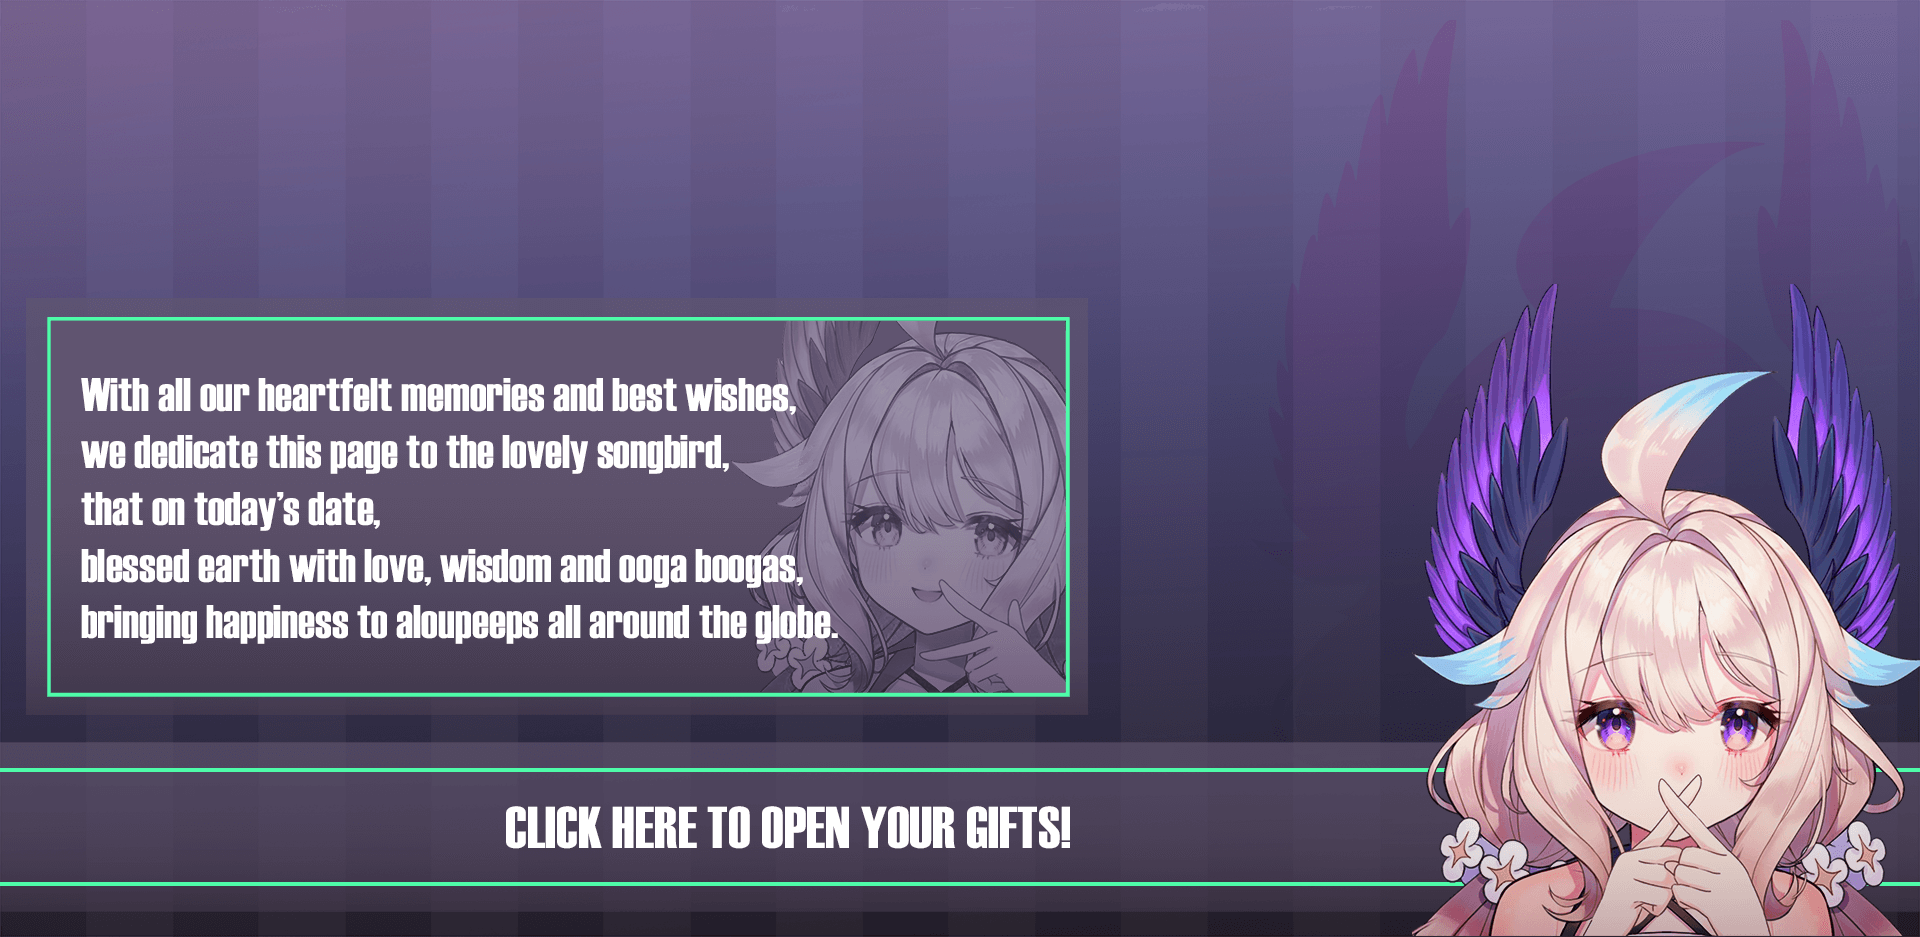 With all our heartfelt memories and best wishes,
we dedicate this page to the lovely songbird,
that on today's date,
blessed earth with love, wisdom and ooga boogas,
bringing happiness to aloupeeps all around the globe.
CLICK HERE TO OPEN YOUR GIFTS!